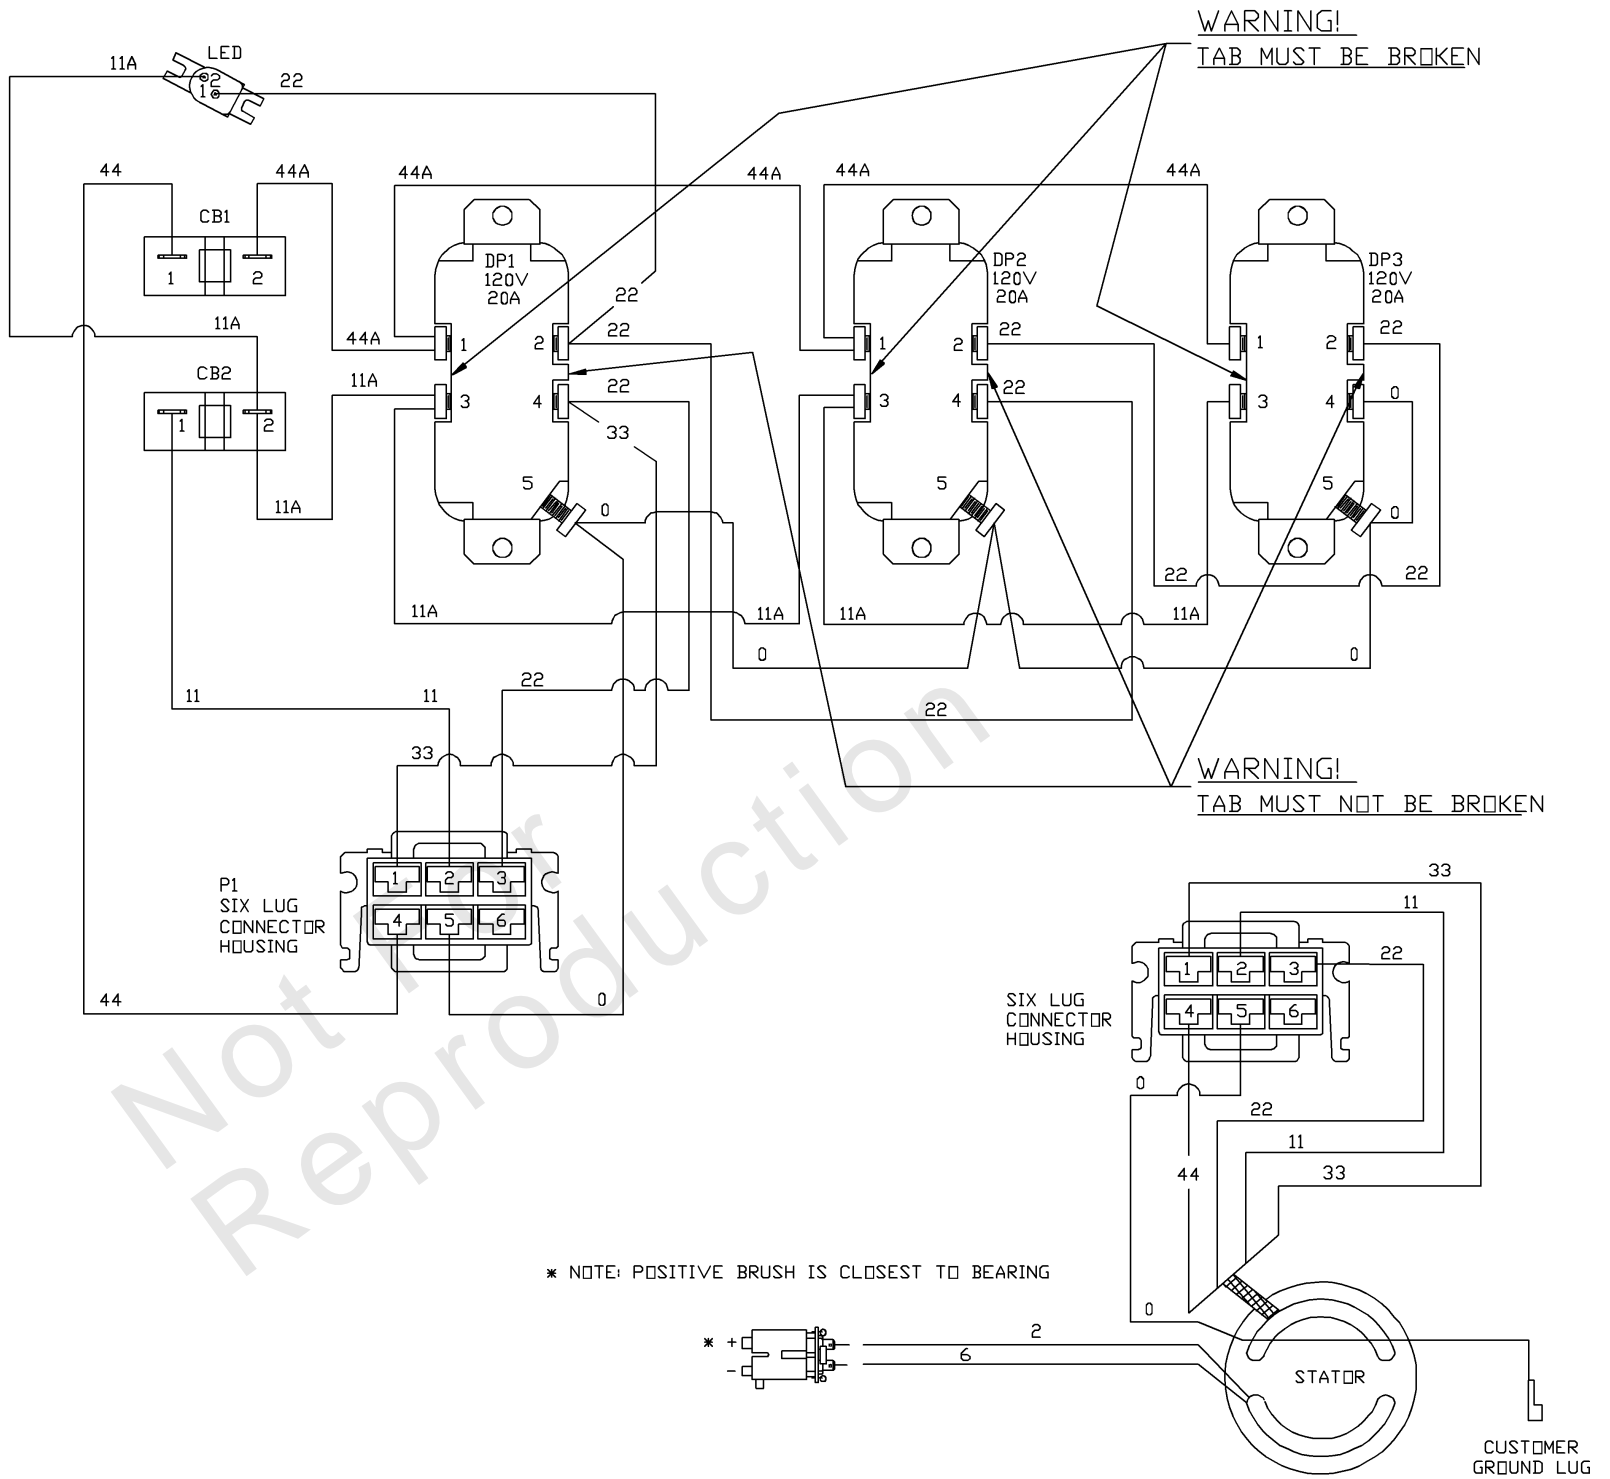 WARNING!
TAB MUST BE BROKEN
LED
11A
2
1
22
44
44A
44A
44A
44A
44A
CB1
1
2
DP1
120V
20A
DP2
120V
20A
DP3
120V
20A
22
11A
44A
22
22
22
1
2
1
2
1
2
CB2
11A
22
22
0
1
2
3
4
3
4
3
4
33
5
5
5
11A
0
0
22
22
11A
11A
11A
11A
0
0
11
11
22
22
33
WARNING!
TAB MUST NOT BE BROKEN
P1
SIX LUG
CONNECTOR
HOUSING
1
2
3
4
5
6
44
0
33
11
22
SIX LUG
CONNECTOR
HOUSING
1
2
3
4
5
6
0
22
11
44
33
* NOTE: POSITIVE BRUSH IS CLOSEST TO BEARING
0
* +
-
2
6
STATOR
CUSTOMER
GROUND LUG
Not For
Reproduction